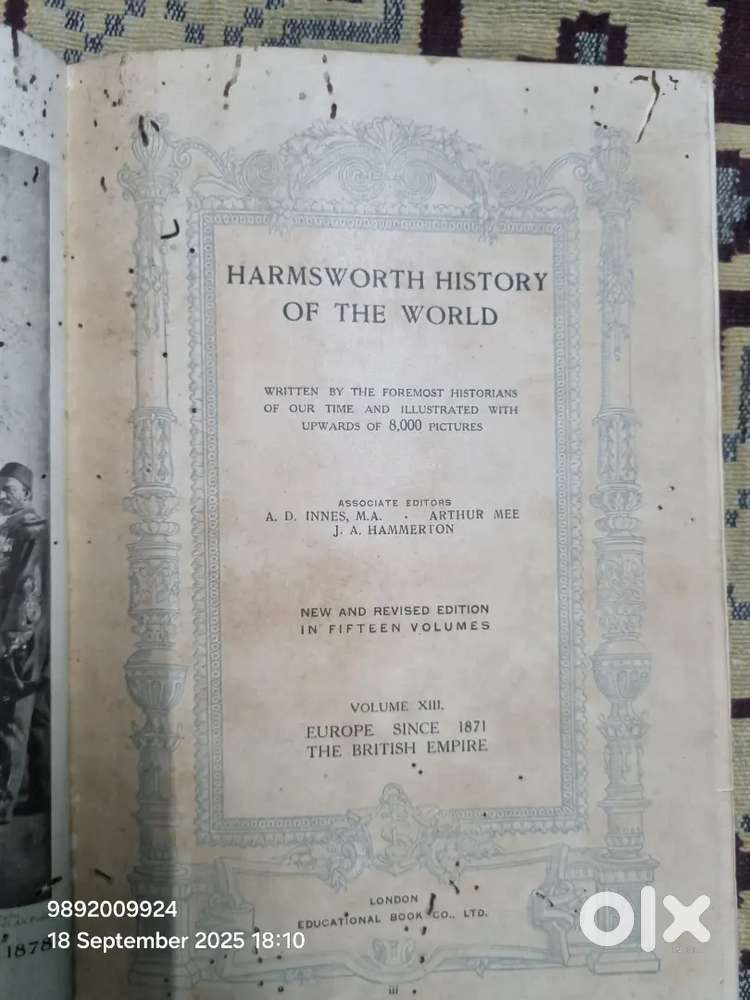 HARMSWORTH HISTORY
OF THE WORLD
WRITTEN BY THE FOREMOST HISTORIANS
OF OUR TIME AND ILLUSTRATED WITH
UPWARDS OF 8,000 PICTURES
ASSOCIATE EDITORS
A. D. INNES, M.A. · ARTHUR MEE
J. A. HAMMERTON
NEW AND REVISED EDITION
IN FIFTEEN VOLUMES
VOLUME XIII.
EUROPE SINCE 1871
THE BRITISH EMPIRE
LONDON
EDUCATIONAL BOOK CO., LTD.
iii
1878
9892009924
18 September 2025 18:10
olx